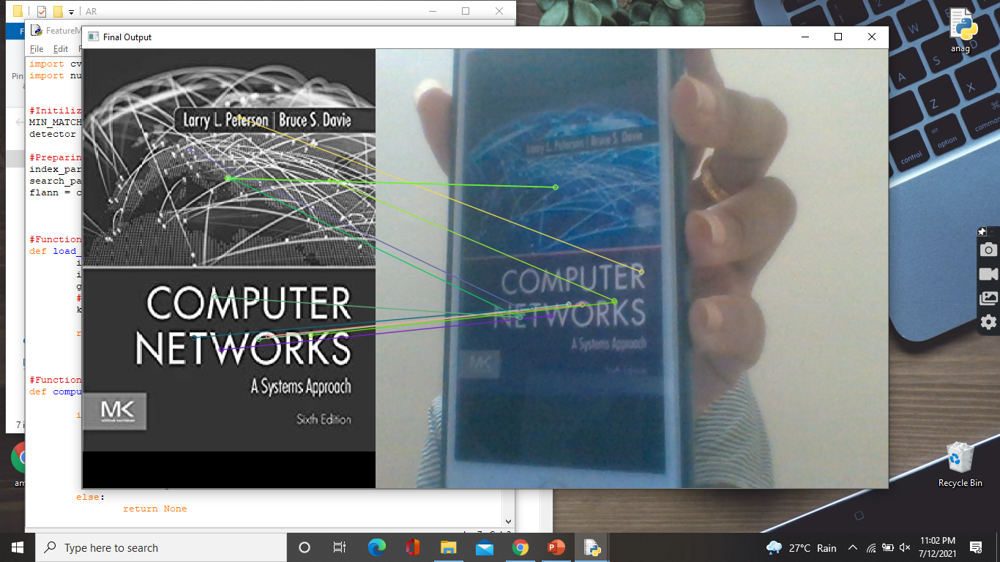 AR
FeatureM
Final Output
anag
File Edit
Pin
import cv
import nu
#Initiliz
MIN_MATCH
detector
#Preparin
index_par
search_pa
flann = c
#Function
def load_
#Function
def compu
else:
return None
Larry L. Peterson | Bruce S. Davie
COMPUTER
NETWORKS
A Systems Approach
MK
Sixth Edition
Larry L. Peterson | Bruce S. Davie
COMPUTER
NETWORKS
A Systems Approach
MK
control
alt
option
command
A
S
D
Z
X
Recycle Bin
Type here to search
27°C Rain
11:02 PM
7/12/2021